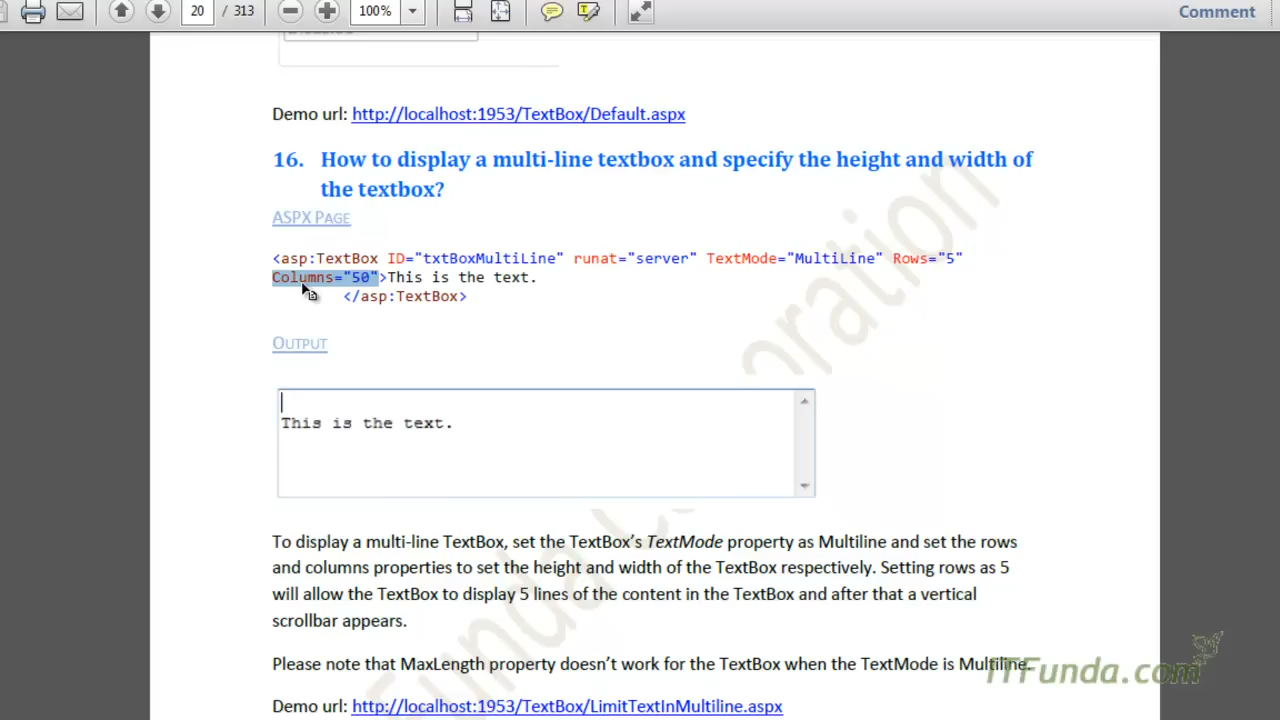 20 / 313 100% Comment
Demo url: http://localhost:1953/TextBox/Default.aspx
16. How to display a multi-line textbox and specify the height and width of
the textbox?
ASPX PAGE
<asp:TextBox ID="txtBoxMultiLine" runat="server" TextMode="MultiLine" Rows="5"
Columns="50">This is the text.
</asp:TextBox>
OUTPUT
This is the text.
To display a multi-line TextBox, set the TextBox’s TextMode property as Multiline and set the rows
and columns properties to set the height and width of the TextBox respectively. Setting rows as 5
will allow the TextBox to display 5 lines of the content in the TextBox and after that a vertical
scrollbar appears.
Please note that MaxLength property doesn’t work for the TextBox when the TextMode is Multiline.
ITFunda.com
Demo url: http://localhost:1953/TextBox/LimitTextInMultiline.aspx